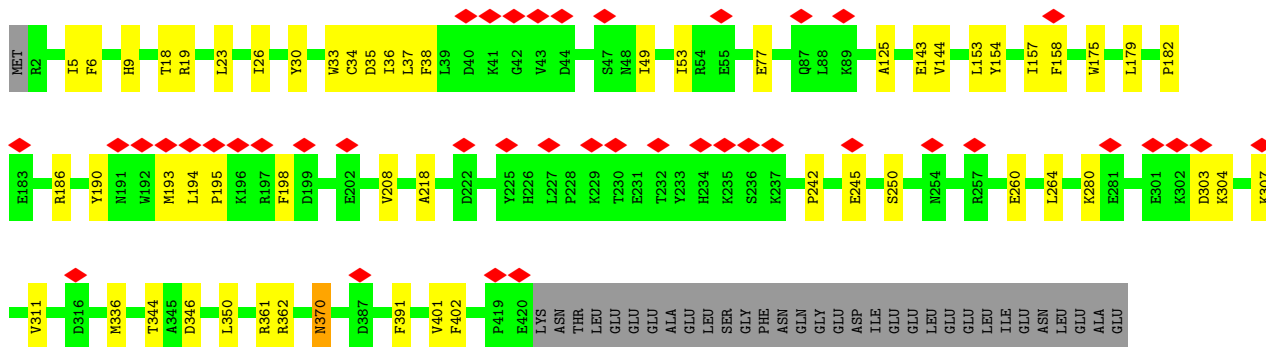 MET R2 I5 F6 H9 T18 R19 L23 I26 Y30 W33 C34 D35 I36 L37 F38 L39 D40 K41 G42 V43 D44 S47 N48 I49 I53 R54 E55 E77 Q87 L88 K89 A125 E143 V144 L153 Y154 I157 F158 W175 L179 P182
E183 R186 Y190 N191 W192 M193 L194 P195 K196 R197 F198 D199 E202 V208 A218 D222 Y225 H226 L227 P228 K229 T230 E231 T232 Y233 H234 K235 S236 K237 P242 E245 S250 N254 R257 E260 L264 K280 E281 E301 K302 D303 K304 K307
V311 D316 M336 T344 A345 D346 L350 R361 R362 N370 D387 F391 V401 F402 P419 E420 LYS ASN THR LEU GLU GLU GLU ALA GLU LEU SER GLY PHE ASN GLN GLY GLU ASP ILE GLU GLU LEU GLU GLU LEU ILE GLU ASN LEU GLU ALA GLU